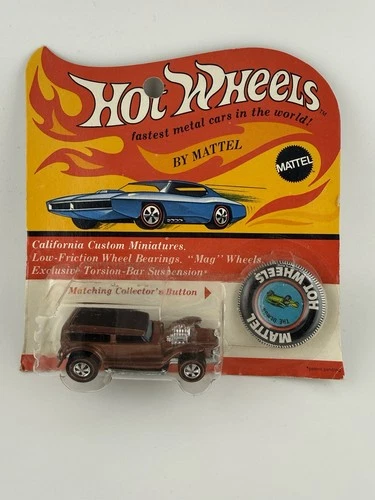 HOT WHEELS™
fastest metal cars in the world!
BY MATTEL
MATTEL
California Custom Miniatures.
Low-Friction Wheel Bearings. "Mag" Wheels.
Exclusive Torsion-Bar Suspension
Matching Collector's Button
HOT WHEELS
MATTEL